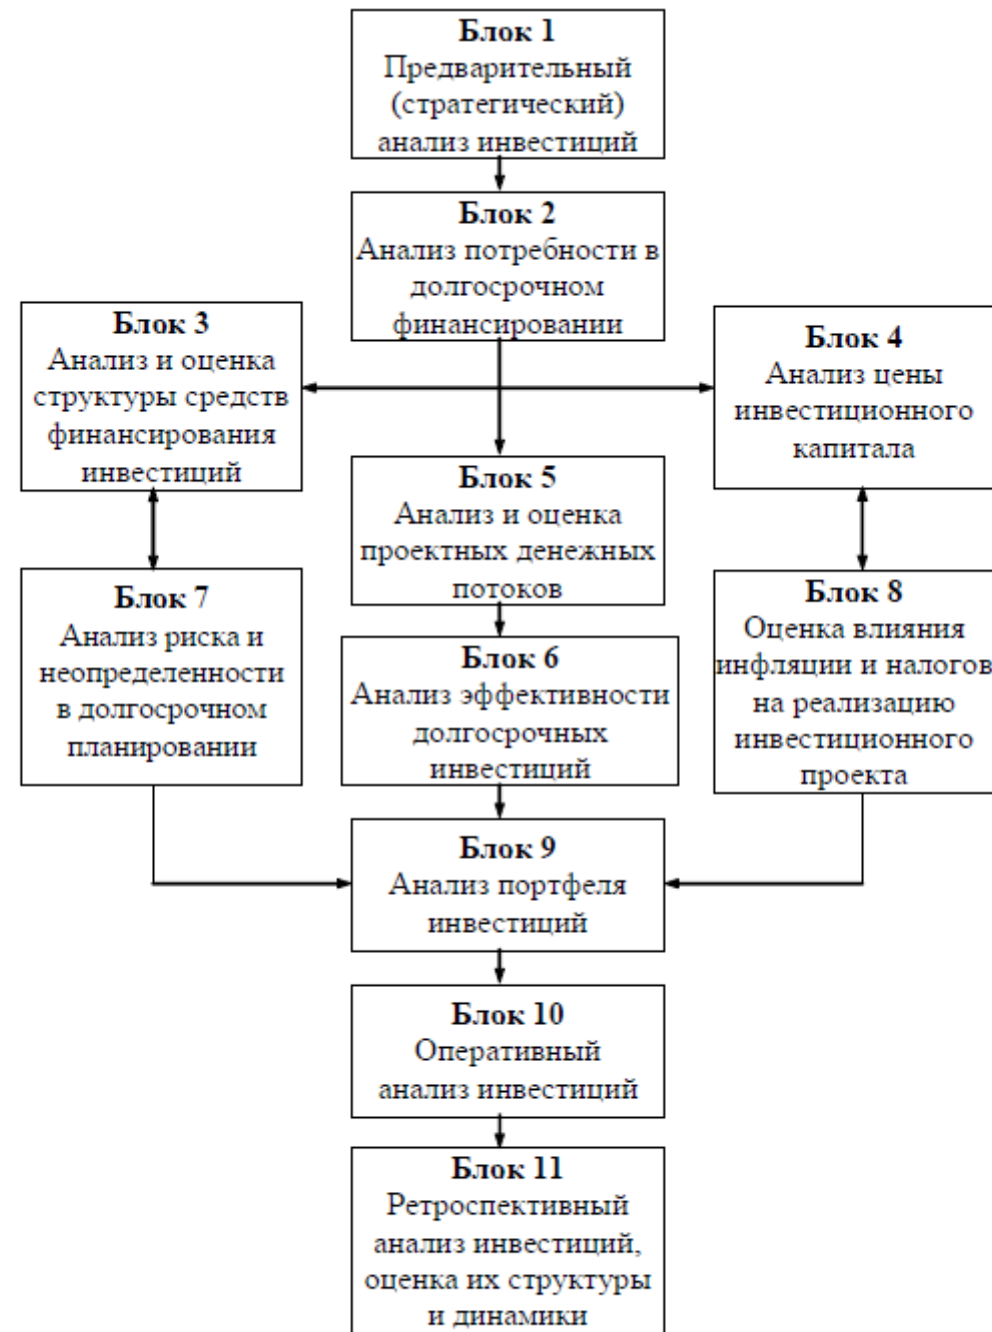 Блок 1
Предварительный
(стратегический)
анализ инвестиций
Блок 2
Анализ потребности в
долгосрочном
финансировании
Блок 3
Анализ и оценка
структуры средств
финансирования
инвестиций
Блок 4
Анализ цены
инвестиционного
капитала
Блок 5
Анализ и оценка
проектных денежных
потоков
Блок 7
Анализ риска и
неопределенности
в долгосрочном
планировании
Блок 6
Анализ эффективности
долгосрочных
инвестиций
Блок 8
Оценка влияния
инфляции и налогов
на реализацию
инвестиционного
проекта
Блок 9
Анализ портфеля
инвестиций
Блок 10
Оперативный
анализ инвестиций
Блок 11
Ретроспективный
анализ инвестиций,
оценка их структуры
и динамики